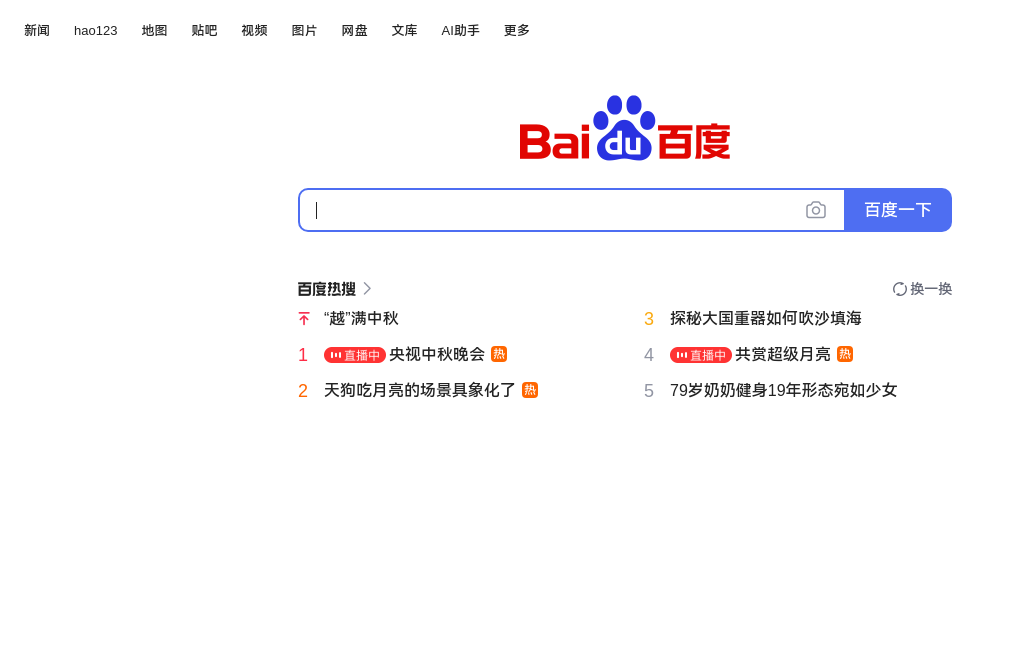 新闻 hao123 地图 贴吧 视频 图片 网盘 文库 AI助手 更多
Bai du 百度
百度一下
百度热搜 换一换
“越”满中秋
1 直播中 央视中秋晚会 热
2 天狗吃月亮的场景具象化了 热
3 探秘大国重器如何吹沙填海
4 直播中 共赏超级月亮 热
5 79岁奶奶健身19年形态宛如少女